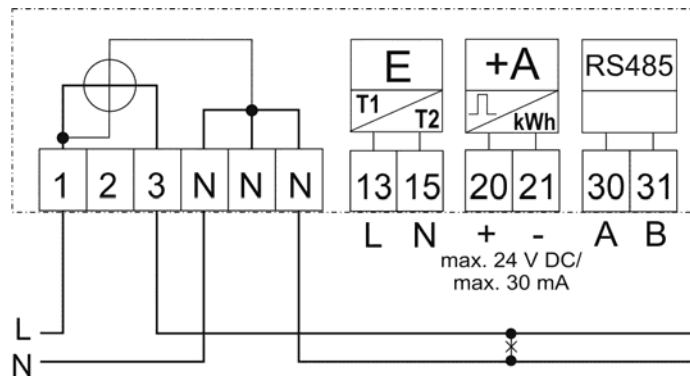 E
T1
T2
+A
kWh
RS485
1 2 3 N N N
13 15
20 21
30 31
L N
+ -
A B
max. 24 V DC/
max. 30 mA
L
N